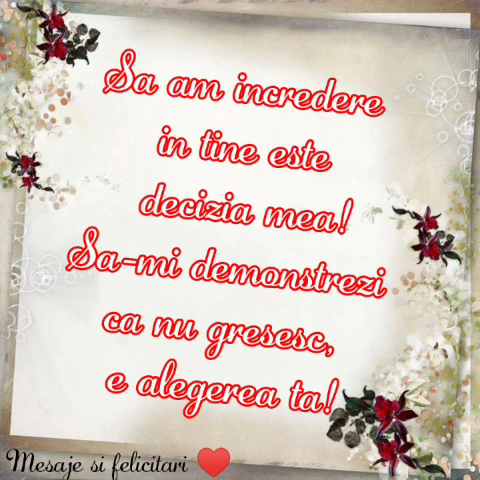 Sa am incredere
in tine este
decizia mea!
Sa-mi demonstrezi
ca nu gresesc,
e alegerea ta!
Mesaje si felicitari ❤️